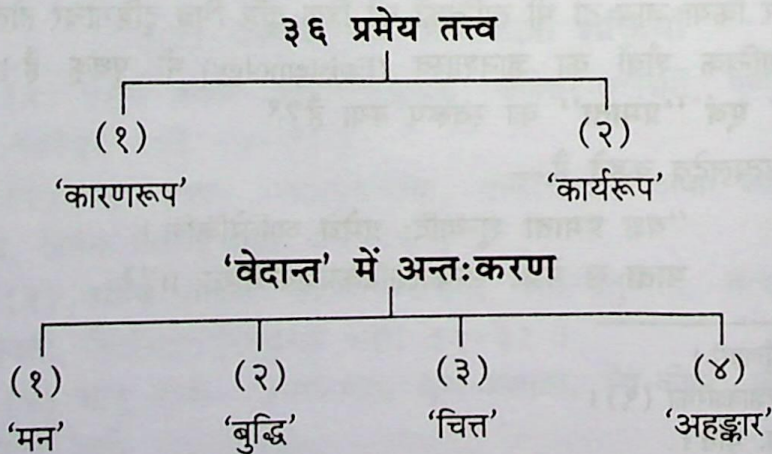 ३६ प्रमेय तत्त्व
(१) (२)
'कारणरूप' 'कार्यरूप'
'वेदान्त' में अन्तःकरण
(१) (२) (३) (४)
'मन' 'बुद्धि' 'चित्त' 'अहङ्कार'